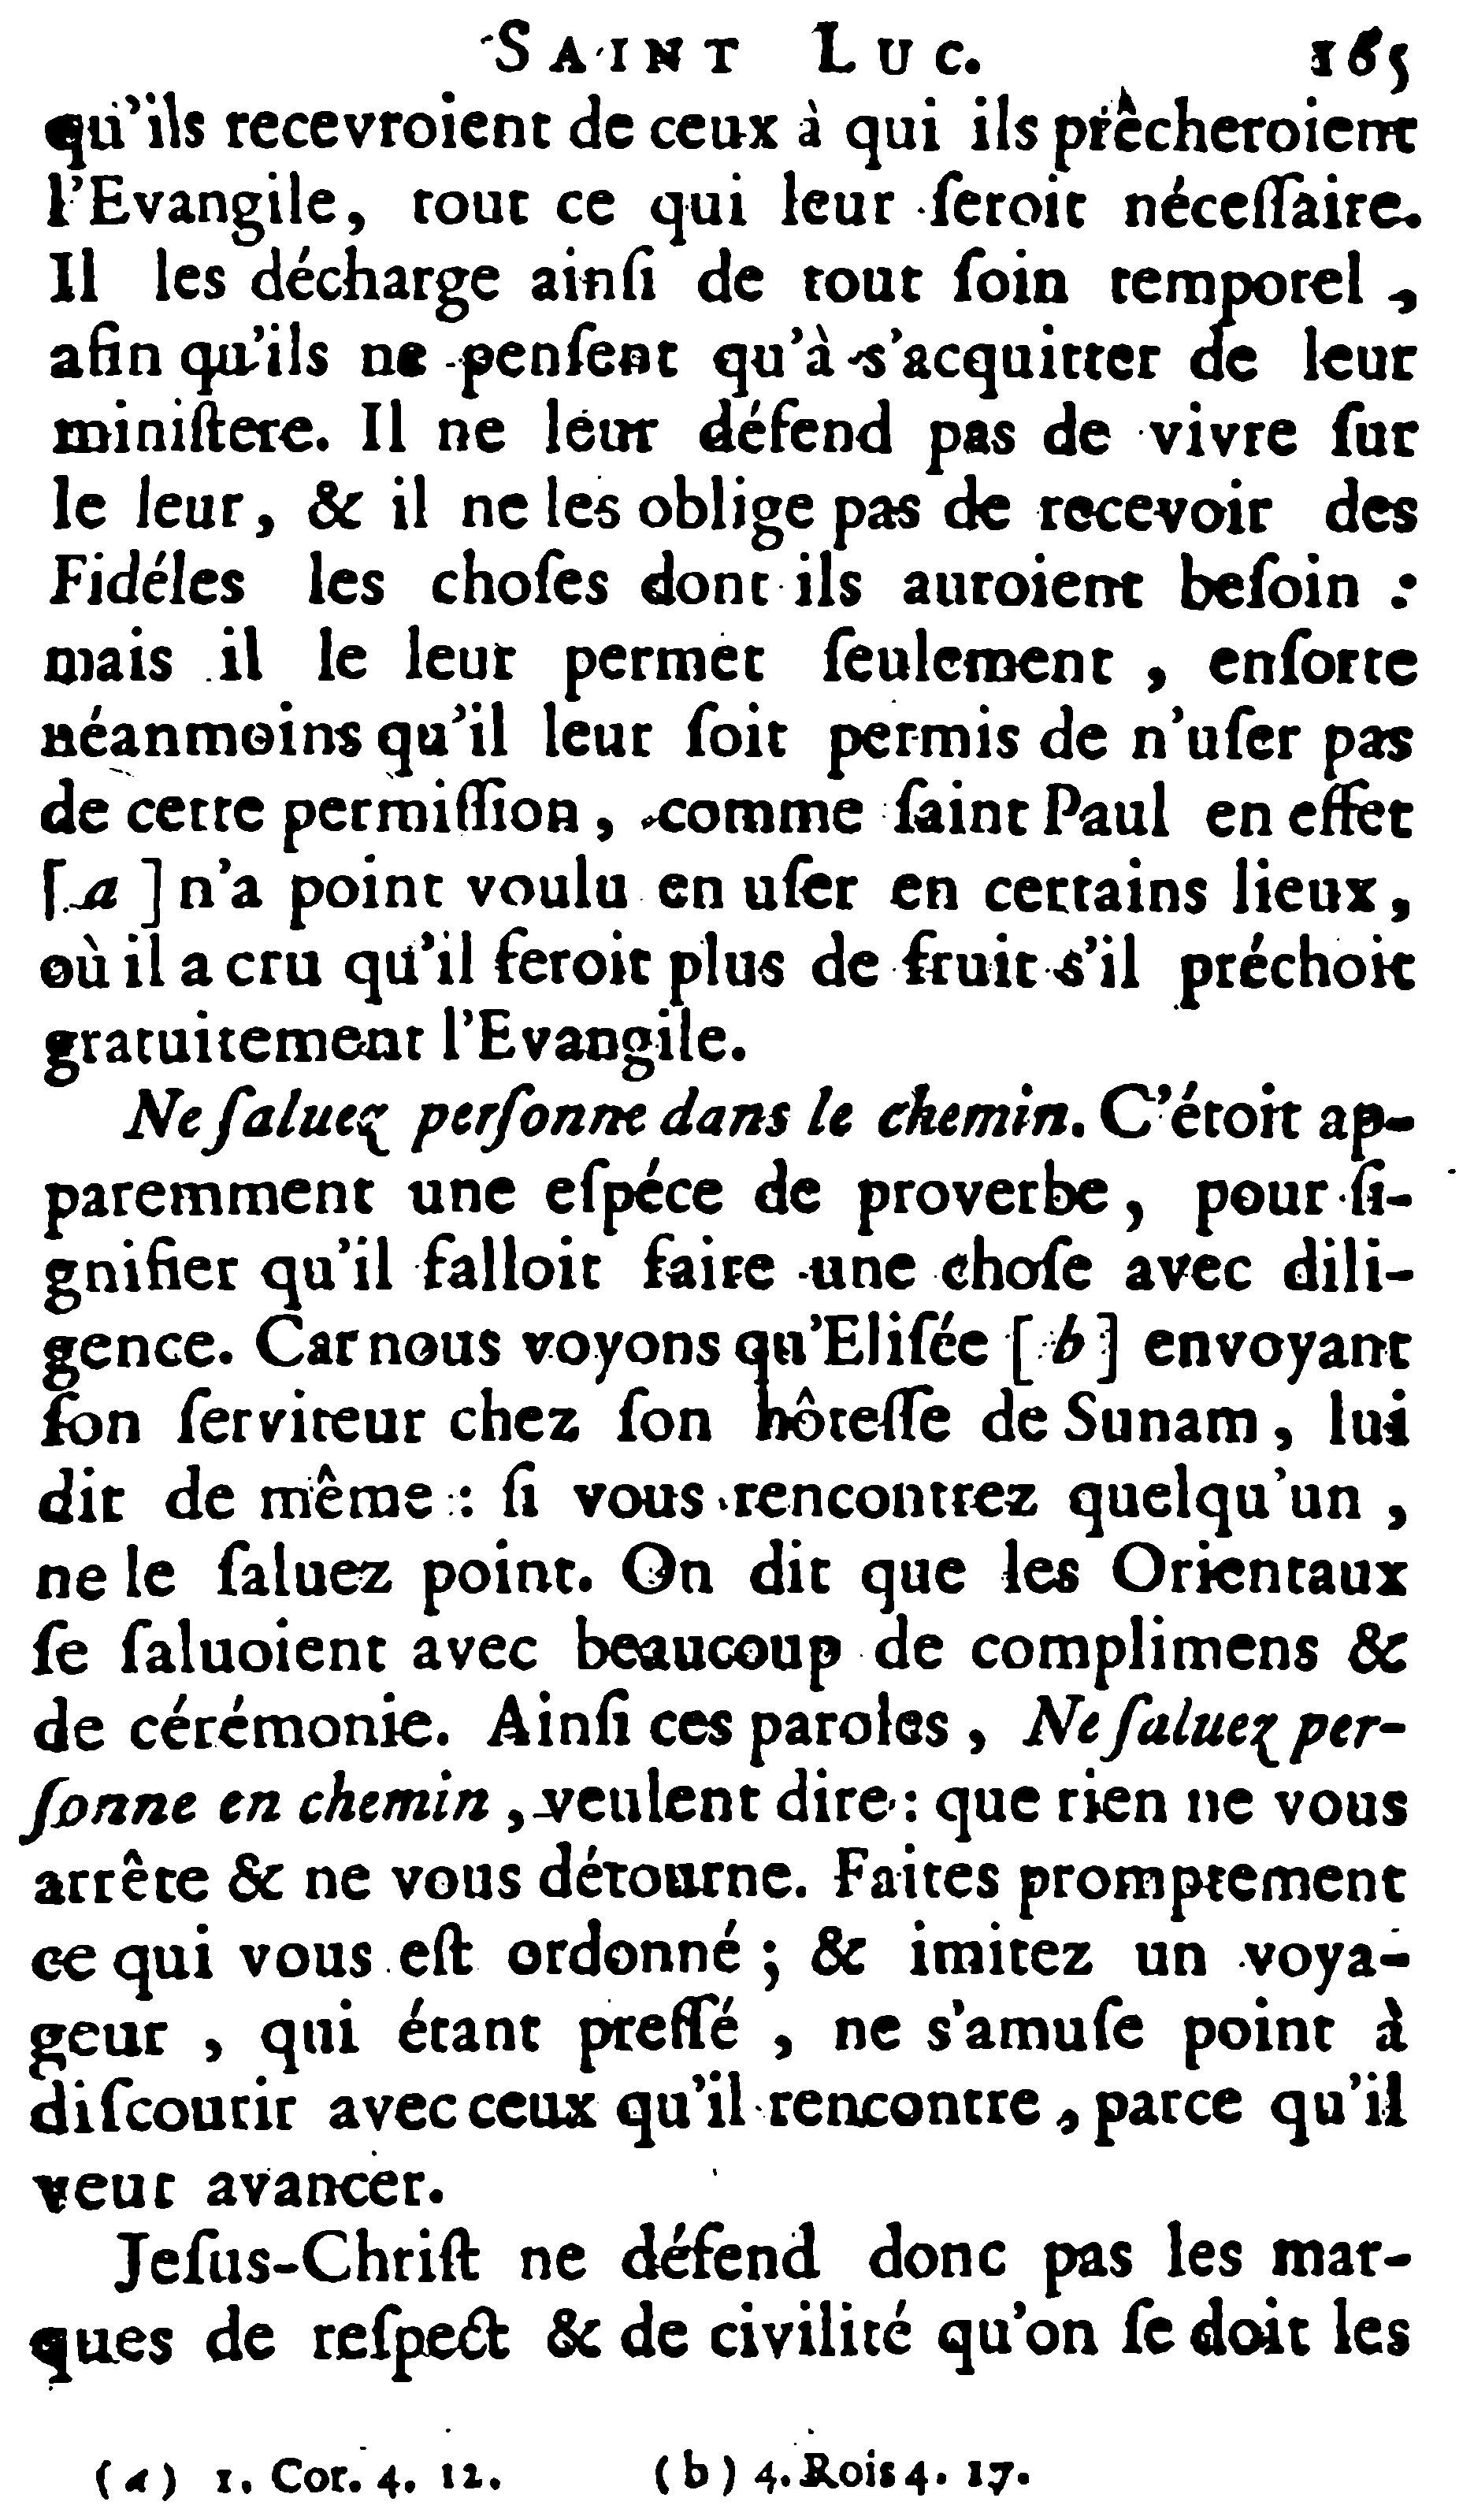 SAINT LUC. 165
qu'ils recevroient de ceux à qui ils prêcheroient
l'Evangile, tout ce qui leur ſeroit néceſſaire.
Il les décharge ainſi de tout ſoin temporel,
afin qu'ils ne penſent qu'à s'acquitter de leur
miniſtere. Il ne leur défend pas de vivre ſur
le leur, & il ne les oblige pas de recevoir des
Fidéles les choſes dont ils auroient beſoin :
mais il le leur permet ſeulement, enſorte
néanmoins qu'il leur ſoit permis de n'uſer pas
de cette permiſſion, comme ſaint Paul en effet
[a] n'a point voulu en uſer en certains lieux,
où il a cru qu'il feroit plus de fruit s'il préchoit
gratuitement l'Evangile.
Ne ſaluez perſonne dans le chemin. C'étoit ap-
paremment une eſpéce de proverbe, pour ſi-
gnifier qu'il falloit faire une choſe avec dili-
gence. Car nous voyons qu'Eliſée [b] envoyant
ſon ſerviteur chez ſon hôteſſe de Sunam, lui
dit de même : ſi vous rencontrez quelqu'un,
ne le ſaluez point. On dit que les Orientaux
ſe ſaluoient avec beaucoup de complimens &
de cérémonie. Ainſi ces paroles, Ne ſaluez per-
ſonne en chemin, veulent dire : que rien ne vous
arrête & ne vous détourne. Faites promptement
ce qui vous eſt ordonné ; & imitez un voya-
geur, qui étant preſſé, ne s'amuſe point à
diſcourir avec ceux qu'il rencontre, parce qu'il
veut avancer.
Jeſus-Chriſt ne défend donc pas les mar-
ques de reſpect & de civilité qu'on ſe doit les
(a) 1. Cor. 4. 12. (b) 4. Rois 4. 17.